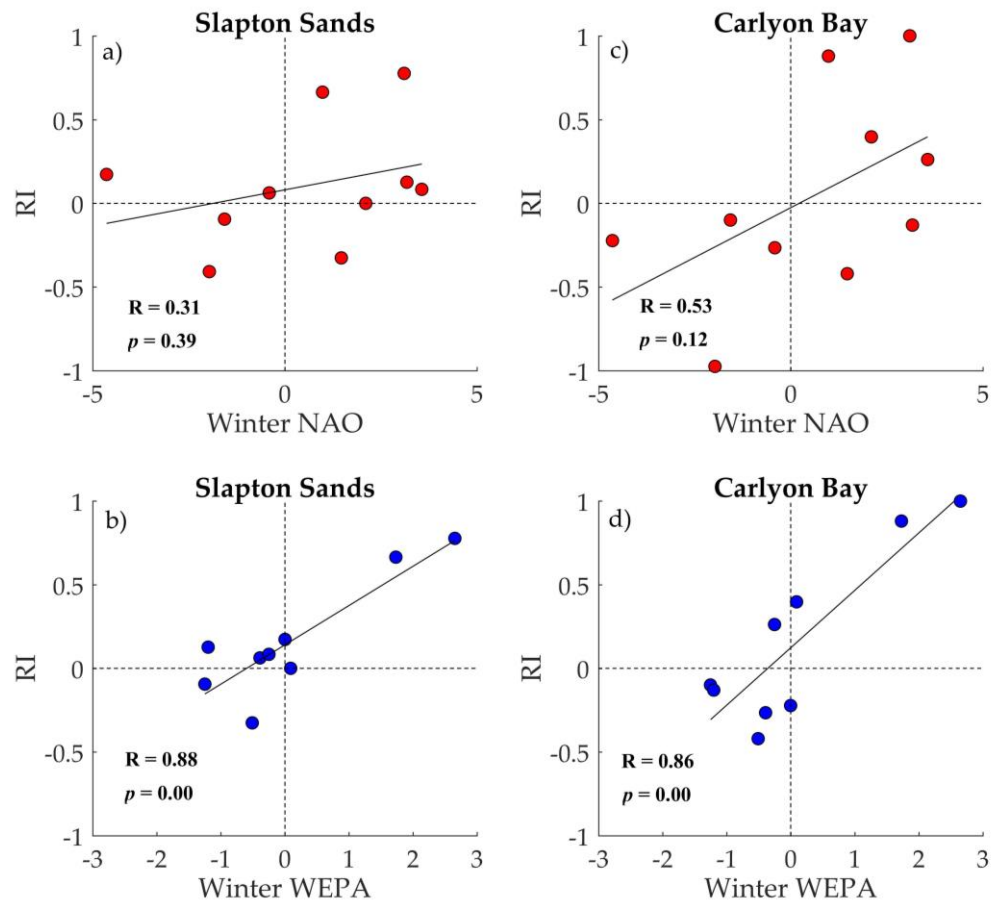 Slapton Sands
a)
0.5
0
-0.5
-1
RI
R = 0.31
p = 0.39
-5
0
5
Winter NAO
Carlyon Bay
c)
1
0.5
0
-0.5
-1
RI
R = 0.53
p = 0.12
-5
0
5
Winter NAO
Slapton Sands
b)
1
0.5
0
-0.5
-1
RI
R = 0.88
p = 0.00
-3
-2
-1
0
1
2
3
Winter WEPA
Carlyon Bay
d)
1
0.5
0
-0.5
-1
RI
R = 0.86
p = 0.00
-3
-2
-1
0
1
2
3
Winter WEPA